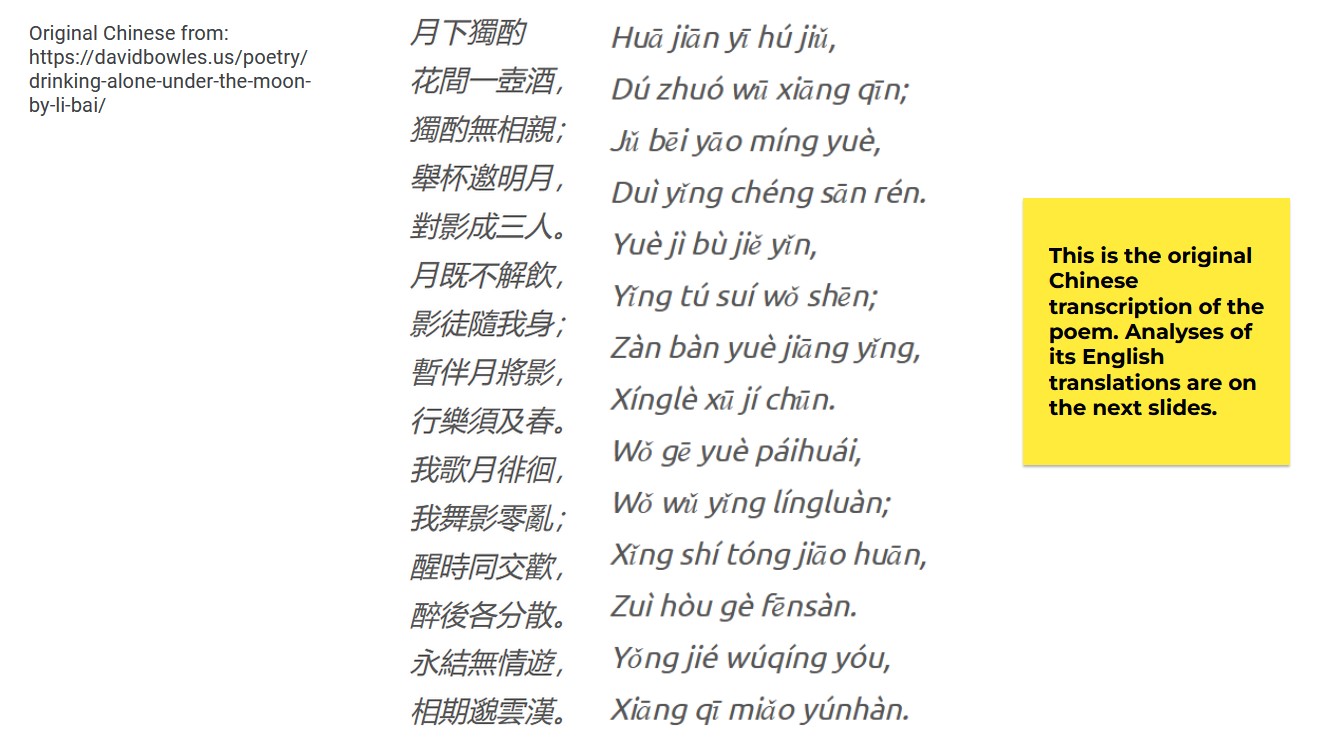 Original Chinese from:
https://davidbowles.us/poetry/
drinking-alone-under-the-moon-
by-li-bai/
月下獨酌
花間一壺酒，
獨酌無相親；
舉杯邀明月，
對影成三人。
月既不解飲，
影徒隨我身；
暫伴月將影，
行樂須及春。
我歌月徘徊，
我舞影零亂；
醒時同交歡，
醉後各分散。
永結無情遊，
相期邈雲漢。
Huā jiān yī hú jiǔ,
Dú zhuó wū xiāng qīn;
Jǔ bēi yāo míng yuè,
Duì yǐng chéng sān rén.
Yuè jì bù jiě yǐn,
Yǐng tú suí wǒ shēn;
Zàn bàn yuè jiāng yǐng,
Xínglè xū jí chūn.
Wǒ gē yuè páihuái,
Wǒ wǔ yǐng língluàn;
Xǐng shí tóng jiāo huān,
Zuì hòu gè fēnsàn.
Yǒng jié wúqíng yóu,
Xiāng qī miǎo yúnhàn.
This is the original
Chinese
transcription of the
poem. Analyses of
its English
translations are on
the next slides.